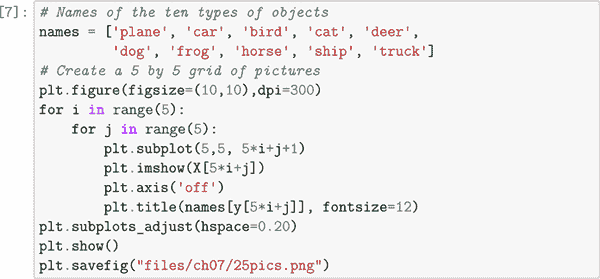 [7]: # Names of the ten types of objects
names = ['plane', 'car', 'bird', 'cat', 'deer',
'dog', 'frog', 'horse', 'ship', 'truck']
# Create a 5 by 5 grid of pictures
plt.figure(figsize=(10,10),dpi=300)
for i in range(5):
for j in range(5):
plt.subplot(5,5, 5*i+j+1)
plt.imshow(X[5*i+j])
plt.axis('off')
plt.title(names[y[5*i+j]], fontsize=12)
plt.subplots_adjust(hspace=0.20)
plt.show()
plt.savefig("files/ch07/25pics.png")